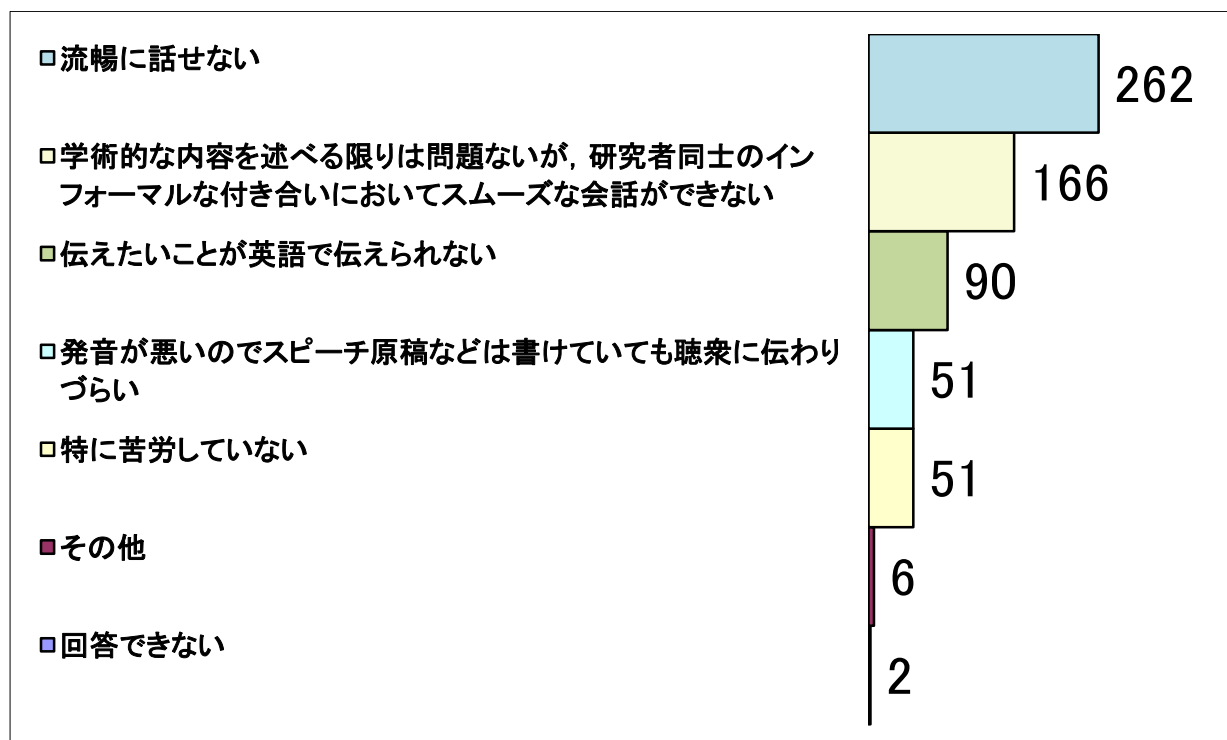 流暢に話せない
262
学術的な内容を述べる限りは問題ないが，研究者同士のイン
フォーマルな付き合いにおいてスムーズな会話ができない
166
伝えたいことが英語で伝えられない
90
発音が悪いのでスピーチ原稿などは書けていても聴衆に伝わり
づらい
51
特に苦労していない
51
その他
6
回答できない
2